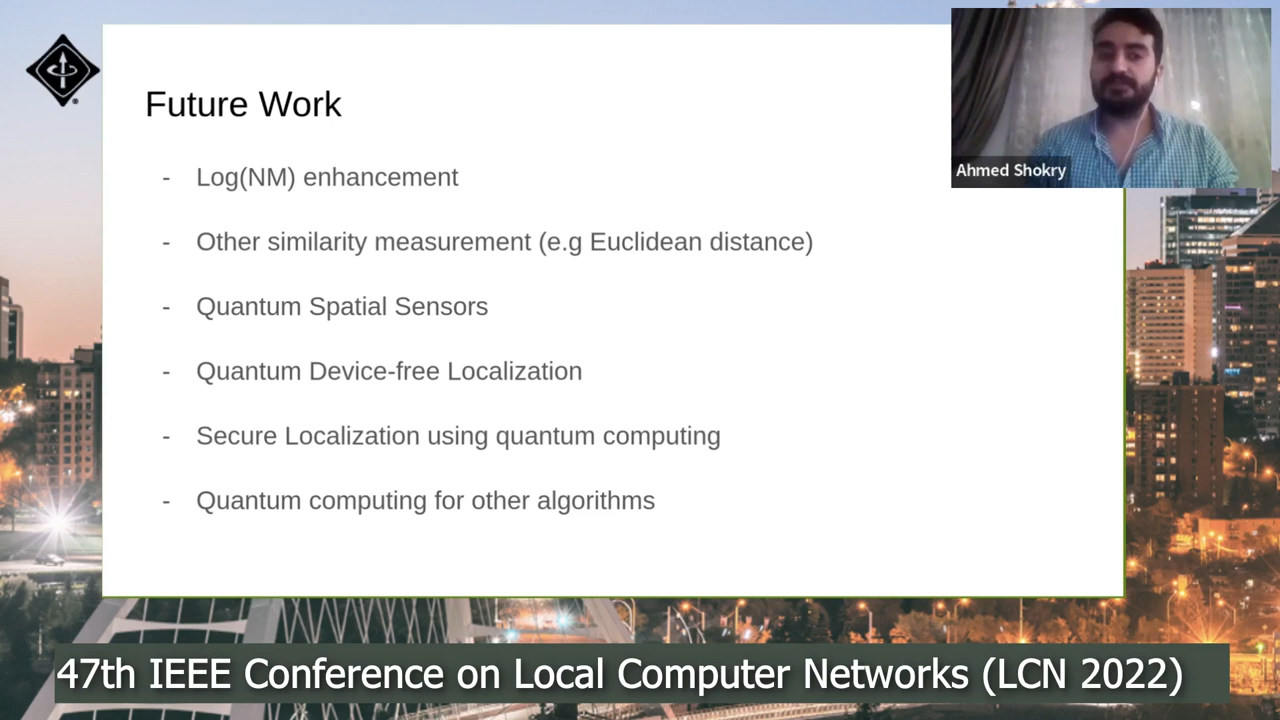 Future Work
- Log(NM) enhancement
- Other similarity measurement (e.g Euclidean distance)
- Quantum Spatial Sensors
- Quantum Device-free Localization
- Secure Localization using quantum computing
- Quantum computing for other algorithms
Ahmed Shokry
47th IEEE Conference on Local Computer Networks (LCN 2022)